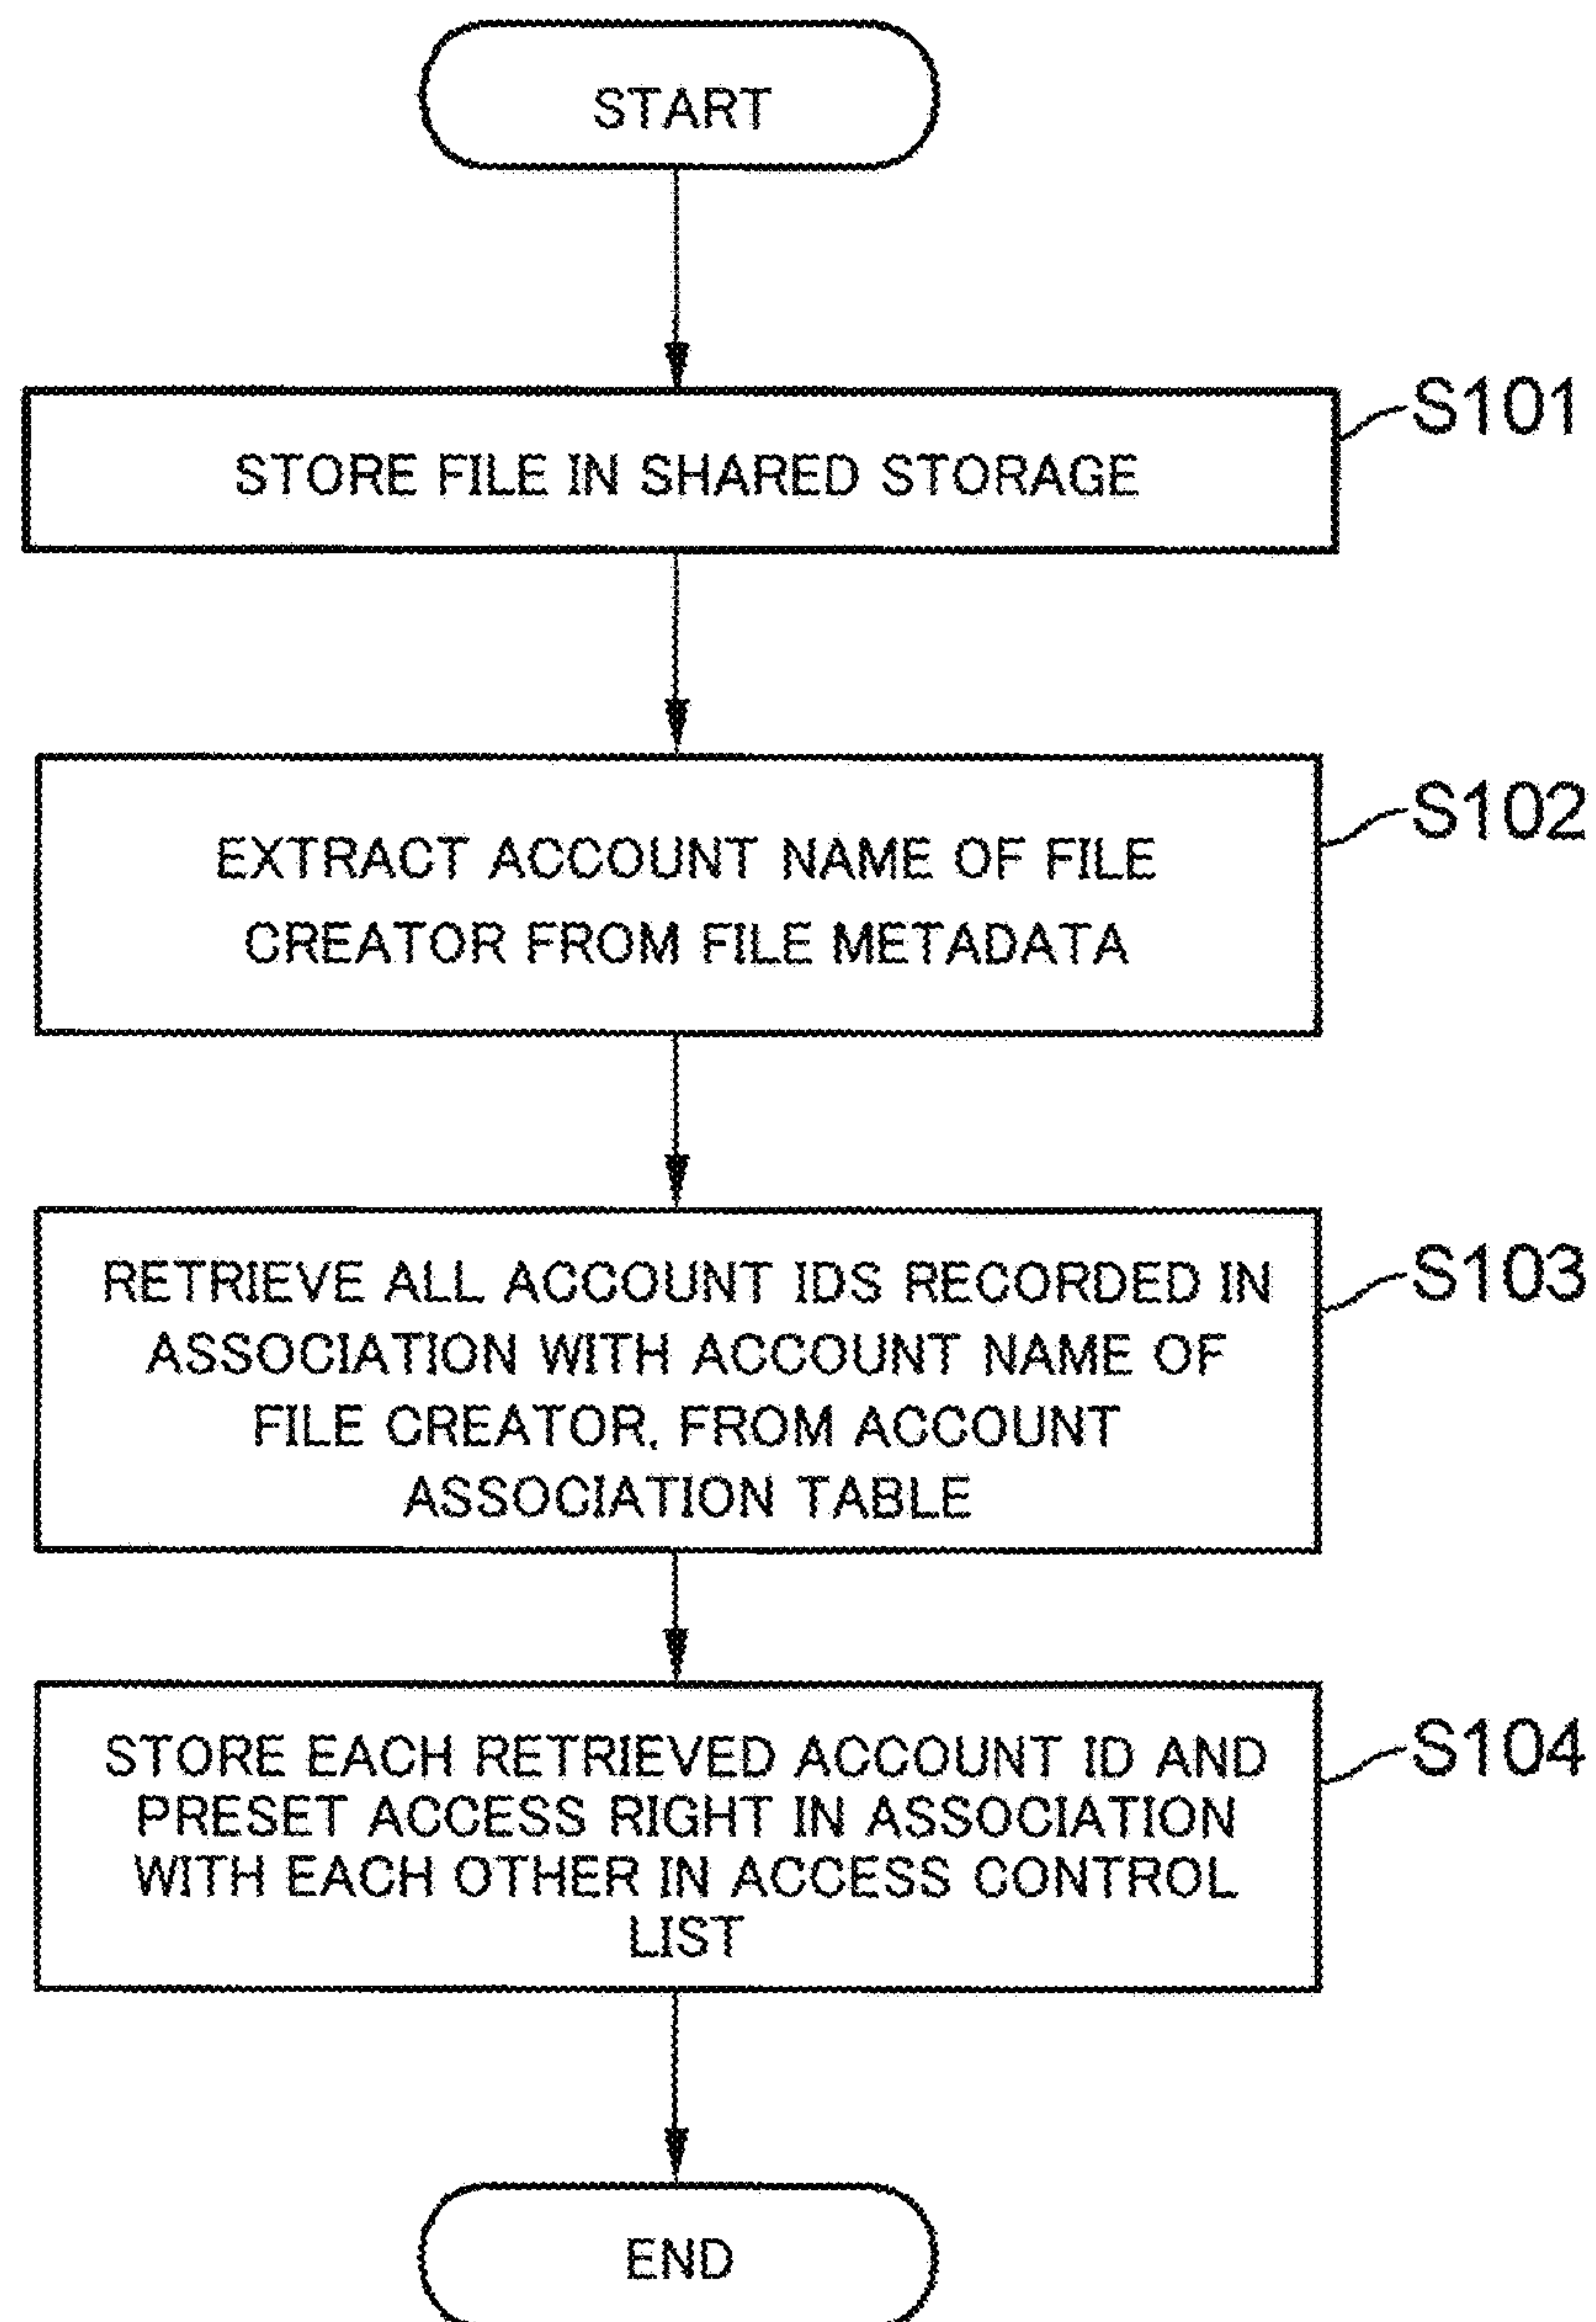 START
STORE FILE IN SHARED STORAGE
S101
EXTRACT ACCOUNT NAME OF FILE
CREATOR FROM FILE METADATA
S102
RETRIEVE ALL ACCOUNT IDS RECORDED IN
ASSOCIATION WITH ACCOUNT NAME OF
FILE CREATOR, FROM ACCOUNT
ASSOCIATION TABLE
S103
STORE EACH RETRIEVED ACCOUNT ID AND
PRESET ACCESS RIGHT IN ASSOCIATION
WITH EACH OTHER IN ACCESS CONTROL
LIST
S104
END